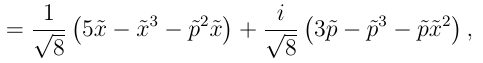 $= \frac{1}{\sqrt{8}} \left( 5\tilde{x} - \tilde{x}^3 - \tilde{p}^2 \tilde{x} \right) + \frac{i}{\sqrt{8}} \left( 3\tilde{p} - \tilde{p}^3 - \tilde{p}\tilde{x}^2 \right),$